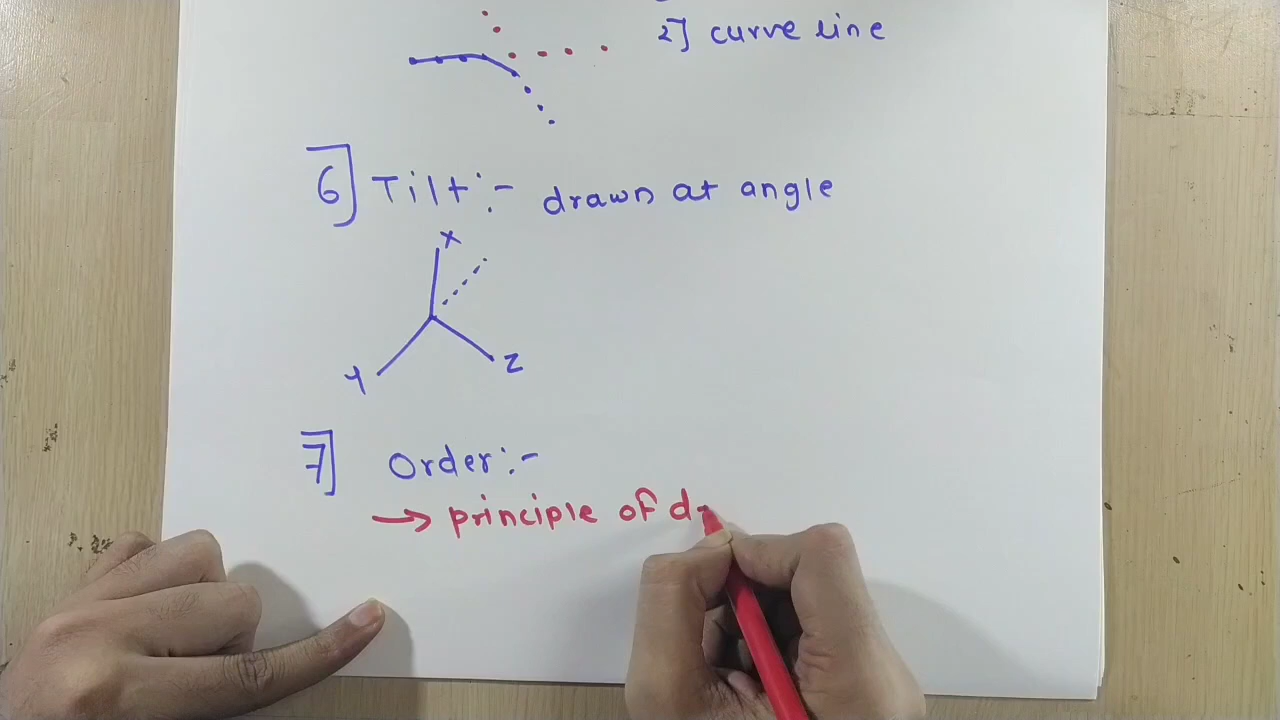 2] curve line
6] Tilt :- drawn at angle
X
Y
Z
7] Order :-
→ principle of d